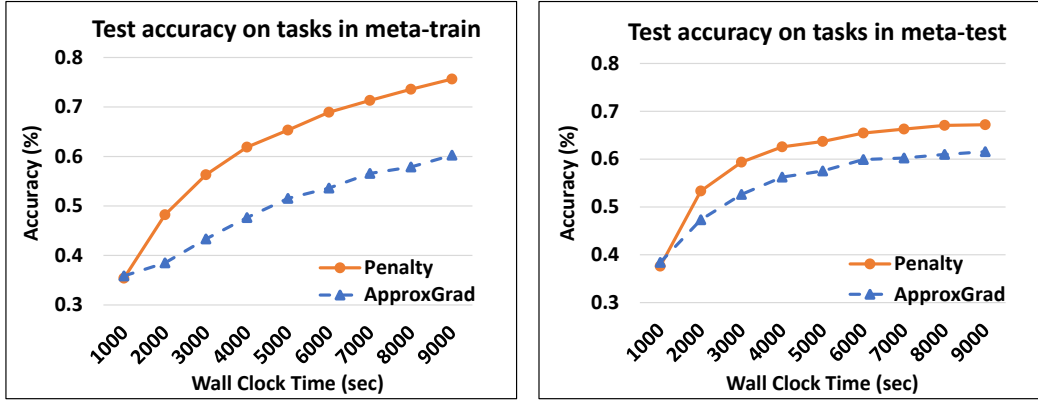 Test accuracy on tasks in meta-train
Accuracy (%)
0.8
0.7
0.6
0.5
0.4
0.3
Penalty
ApproxGrad
1000 2000 3000 4000 5000 6000 7000 8000 9000
Wall Clock Time (sec)
Test accuracy on tasks in meta-test
Accuracy (%)
0.8
0.7
0.6
0.5
0.4
0.3
Penalty
ApproxGrad
1000 2000 3000 4000 5000 6000 7000 8000 9000
Wall Clock Time (sec)